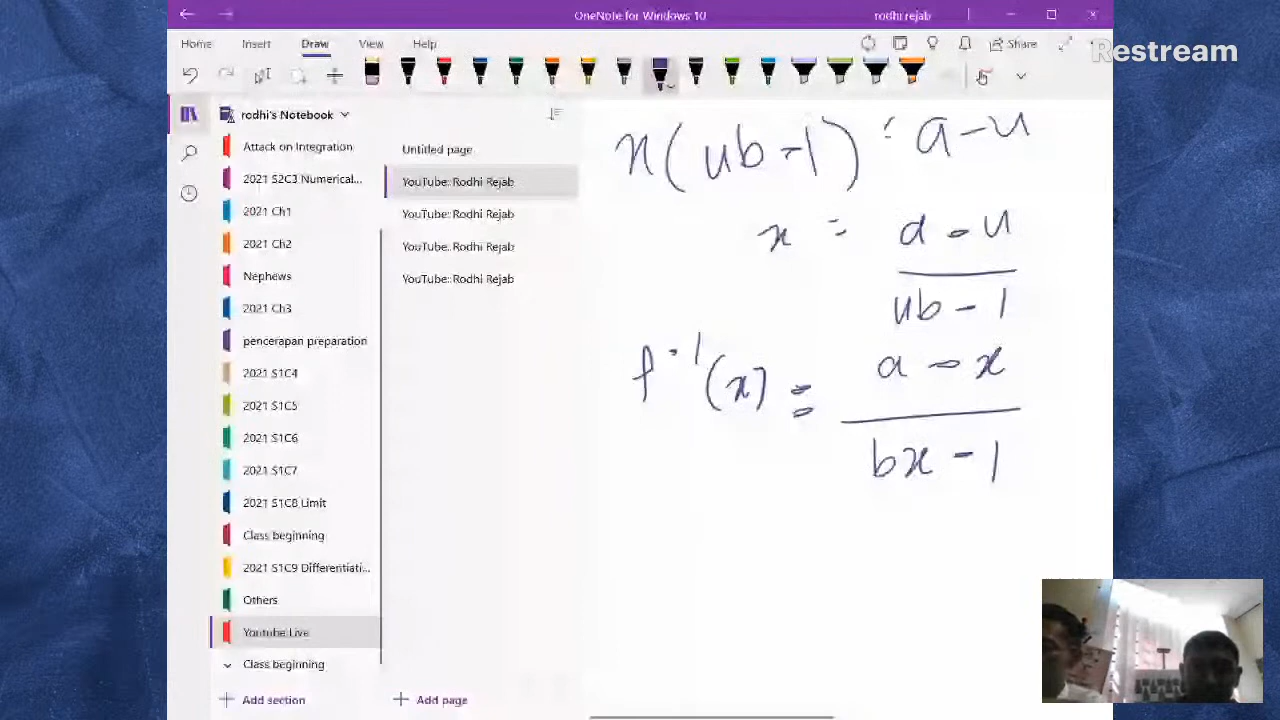 OneNote for Windows 10
rodhi rejab
Restream
Home Insert Draw View Help
Share
rodhi's Notebook
Attack on Integration
2021 S2C3 Numerical...
2021 Ch1
2021 Ch2
Nephews
2021 Ch3
pencerapan preparation
2021 S1C4
2021 S1C5
2021 S1C6
2021 S1C7
2021 S1C8 Limit
Class beginning
2021 S1C9 Differentiati...
Others
Youtube Live
Class beginning
Add section
Untitled page
YouTube: Rodhi Rejab
YouTube: Rodhi Rejab
YouTube: Rodhi Rejab
YouTube: Rodhi Rejab
Add page
x(ub-1) = a-u
x = a-u
ub-1
f⁻¹(x) = a-x
bx-1